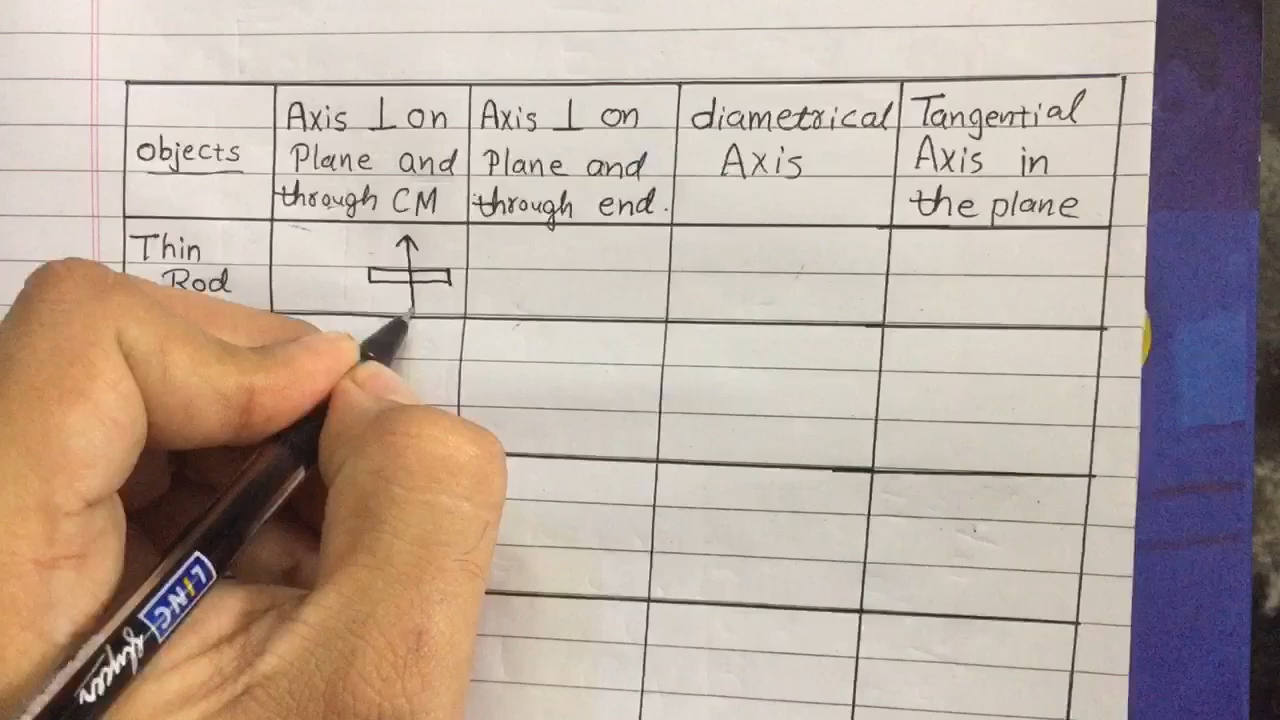 objects
Axis ⊥ on
Plane and
through CM
Axis ⊥ on
Plane and
through end.
diametrical
Axis
Tangential
Axis in
the plane
Thin
Rod
LINC